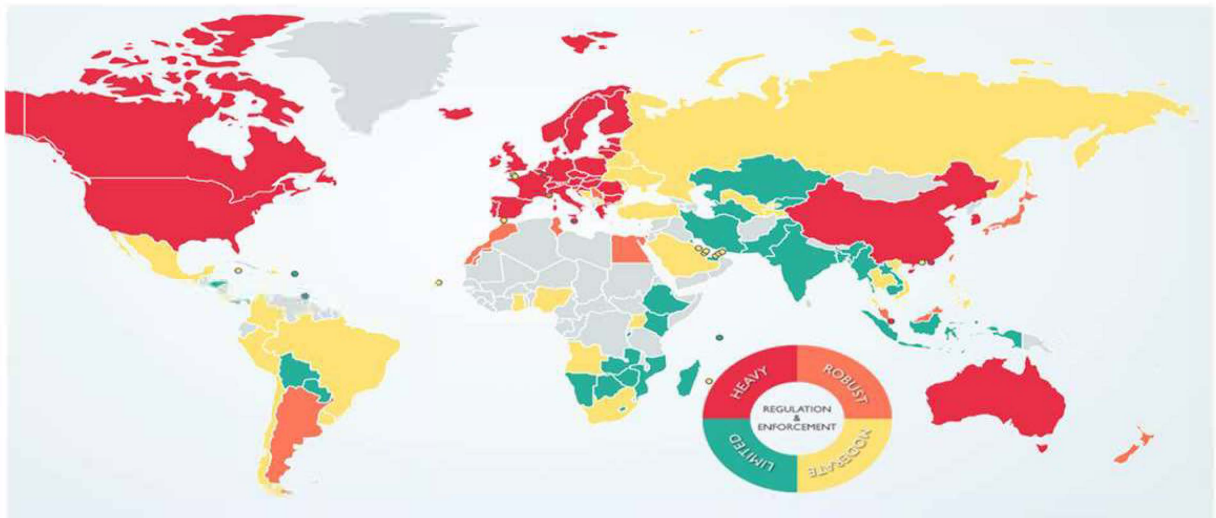 HEAVY
ROBUST
REGULATION
&
ENFORCEMENT
LIMITED
MODERATE